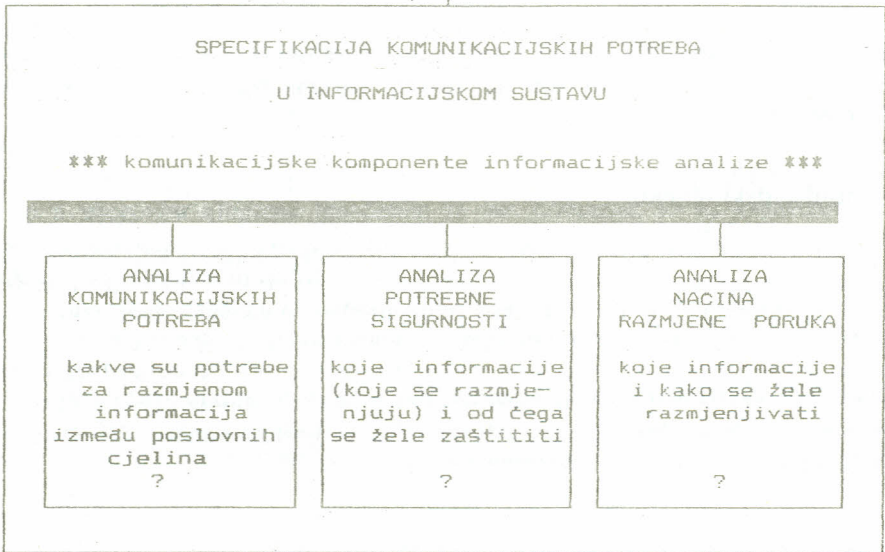 SPECIFIKACIJA KOMUNIKACIJSKIH POTREBA
U INFORMACIJSKOM SUSTAVU
*** komunikacijske komponente informacijske analize ***
ANALIZA
KOMUNIKACIJSKIH
POTREBA
kakve su potrebe
za razmjenom
informacija
između poslovnih
cjelina
?
ANALIZA
POTREBNE
SIGURNOSTI
koje informacije
(koje se razmje-
njuju) i od čega
se žele zaštititi
?
ANALIZA
NACINA
RAZMJENE PORUKA
koje informacije
i kako se žele
razmjenjivati
?